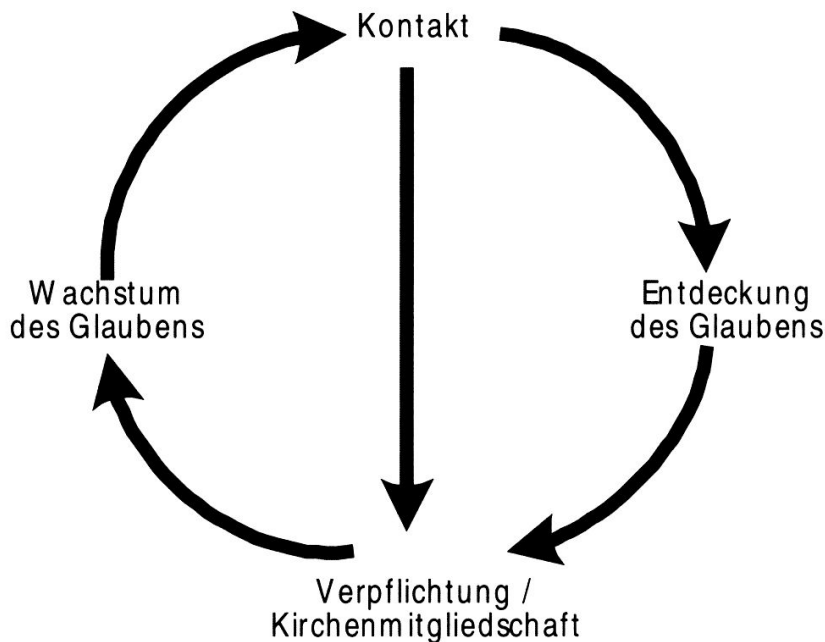 Kontakt
Entdeckung
des Glaubens
Verpflichtung /
Kirchenmitgliedschaft
Wachstum
des Glaubens